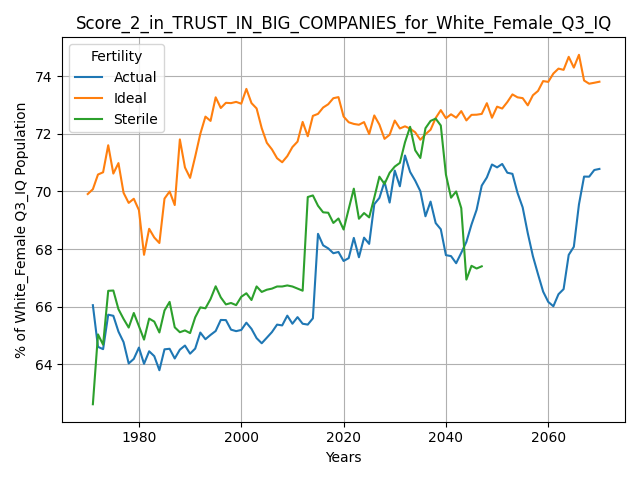 Score_2_in_TRUST_IN_BIG_COMPANIES_for_White_Female_Q3_IQ
Fertility
Actual
Ideal
Sterile
% of White_Female Q3_IQ Population
74
72
70
68
66
64
1980
2000
2020
2040
2060
Years